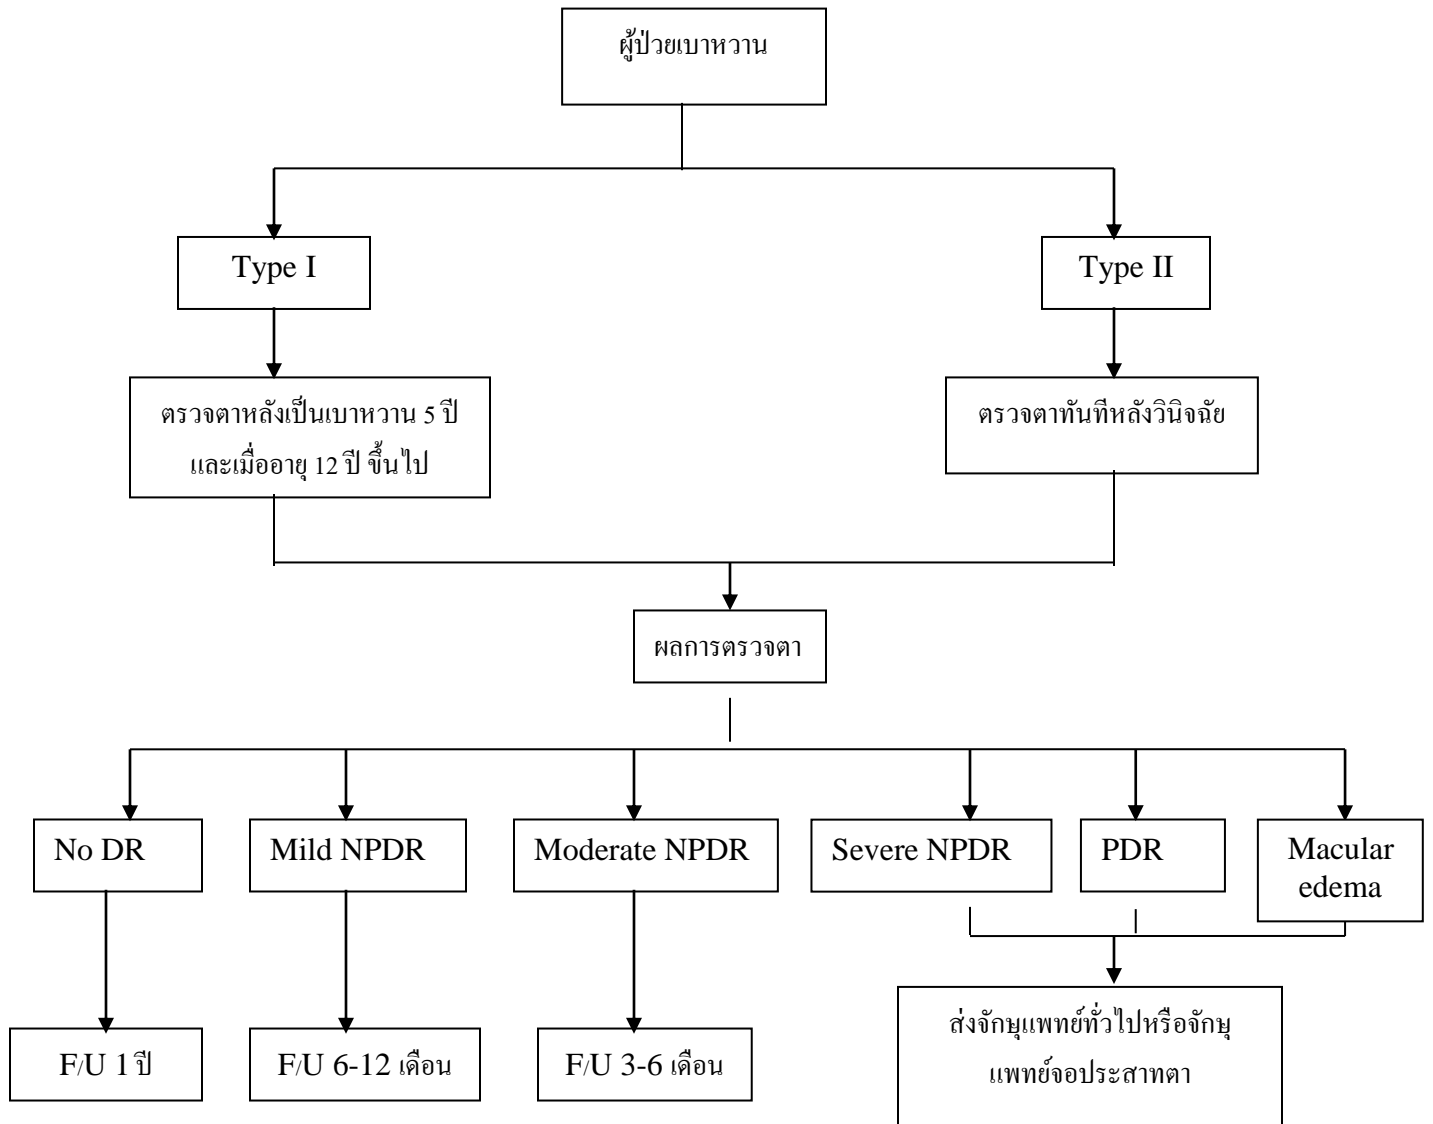 ผู้ป่วยเบาหวาน
Type I
Type II
ตรวจตาหลังเป็นเบาหวาน 5 ปี
และเมื่ออายุ 12 ปี ขึ้นไป
ตรวจตาทันทีหลังวินิจฉัย
ผลการตรวจตา
No DR
Mild NPDR
Moderate NPDR
Severe NPDR
PDR
Macular
edema
F/U 1 ปี
F/U 6-12 เดือน
F/U 3-6 เดือน
ส่งจักษุแพทย์ทั่วไปหรือจักษุ
แพทย์จอประสาทตา